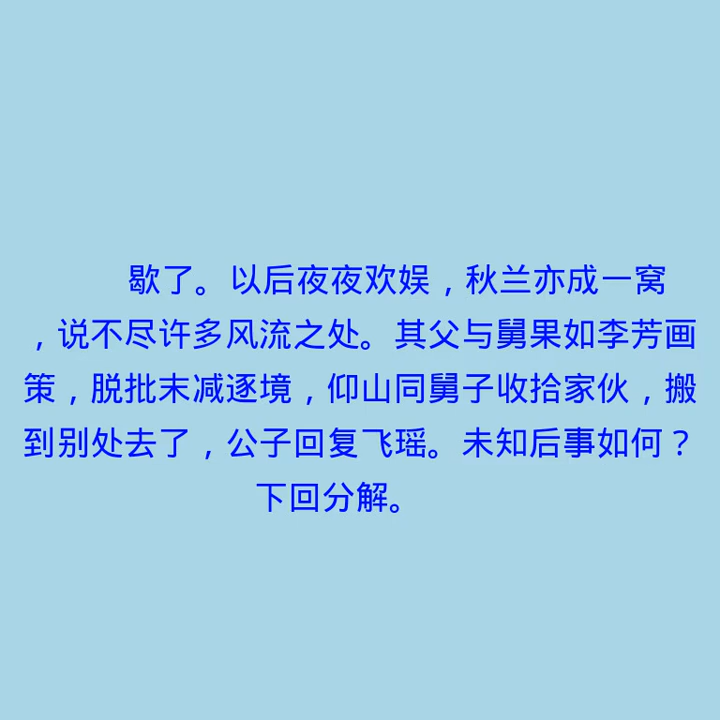 歇了。以后夜夜欢娱，秋兰亦成一窝
，说不尽许多风流之处。其父与舅果如李芳画
策，脱批末减逐境，仰山同舅子收拾家伙，搬
到别处去了，公子回复飞瑶。未知后事如何？
下回分解。